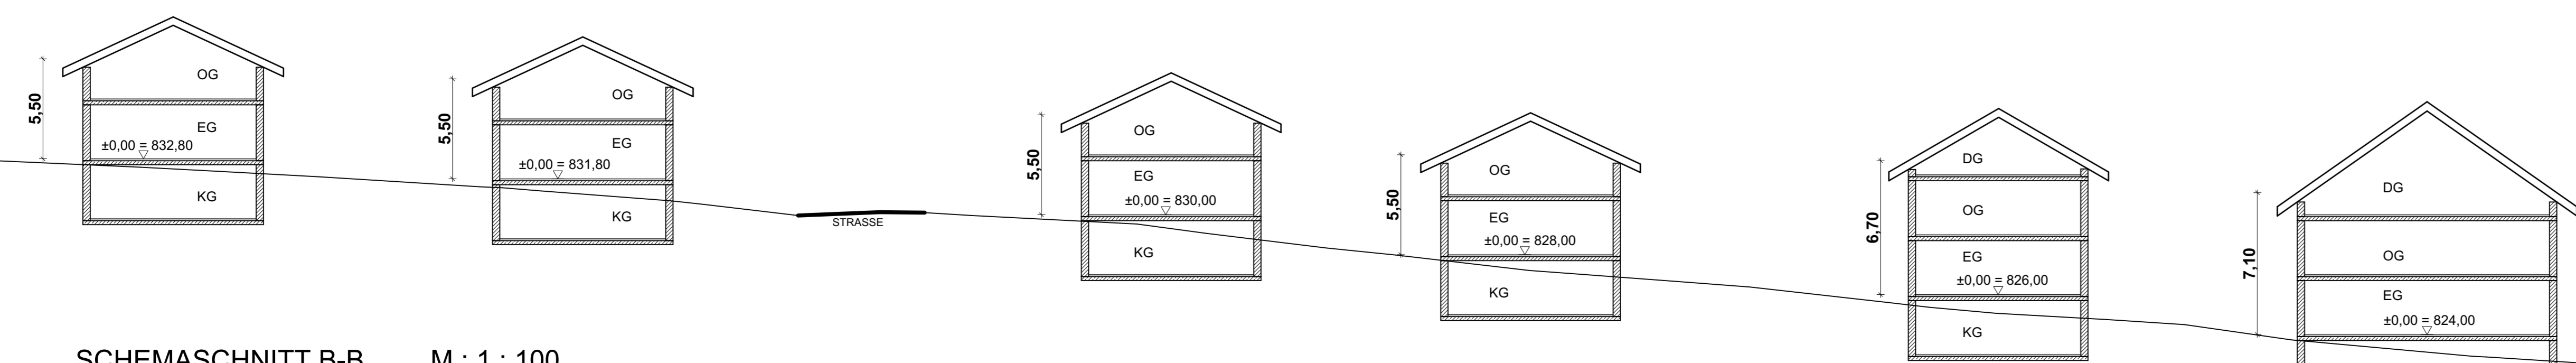 5,50
OG
EG
±0,00 = 832,80
KG
5,50
OG
EG
±0,00 = 831,80
KG
STRASSE
5,50
OG
EG
±0,00 = 830,00
KG
5,50
OG
EG
±0,00 = 828,00
KG
6,70
DG
OG
EG
±0,00 = 826,00
KG
7,10
DG
OG
EG
±0,00 = 824,00
SCHEMASCHNITT B-B M : 1 : 100